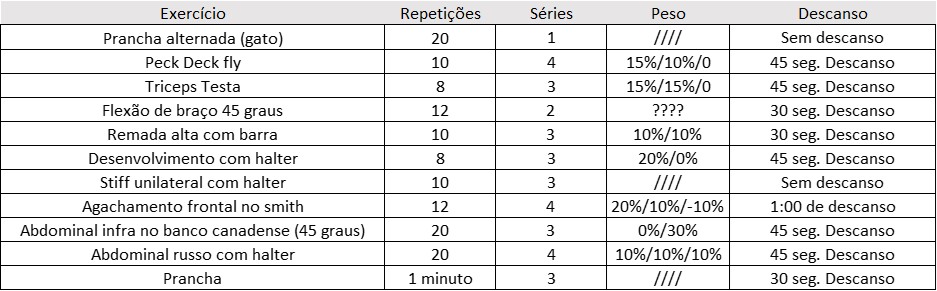 Exercício Repetições Séries Peso Descanso
Prancha alternada (gato) 20 1 //// Sem descanso
Peck Deck fly 10 4 15%/10%/0 45 seg. Descanso
Triceps Testa 8 3 15%/15%/0 45 seg. Descanso
Flexão de braço 45 graus 12 2 ???? 30 seg. Descanso
Remada alta com barra 10 3 10%/10% 30 seg. Descanso
Desenvolvimento com halter 8 3 20%/0% 45 seg. Descanso
Stiff unilateral com halter 10 3 //// Sem descanso
Agachamento frontal no smith 12 4 20%/10%/-10% 1:00 de descanso
Abdominal infra no banco canadense (45 graus) 20 3 0%/30% 45 seg. Descanso
Abdominal russo com halter 20 4 10%/10%/10% 45 seg. Descanso
Prancha 1 minuto 3 //// 30 seg. Descanso